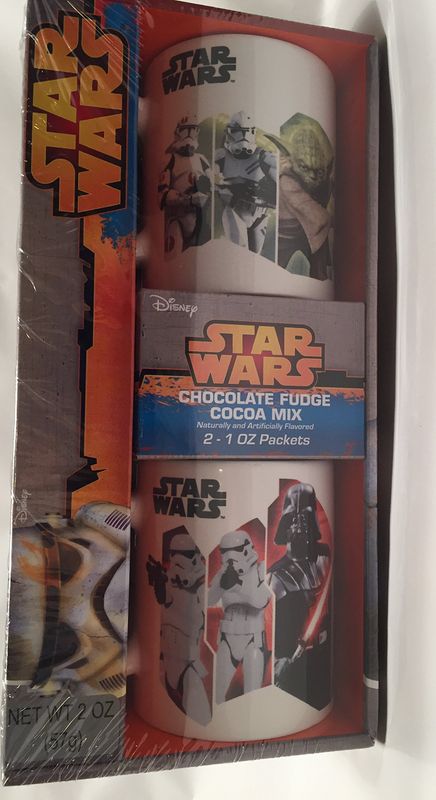 STAR
WARS
STAR
WARS
Disney
STAR
WARS
CHOCOLATE FUDGE
COCOA MIX
Naturally and Artificially Flavored
2 - 1 OZ Packets
STAR
WARS
Disney
NET WT 2 OZ
(57g)